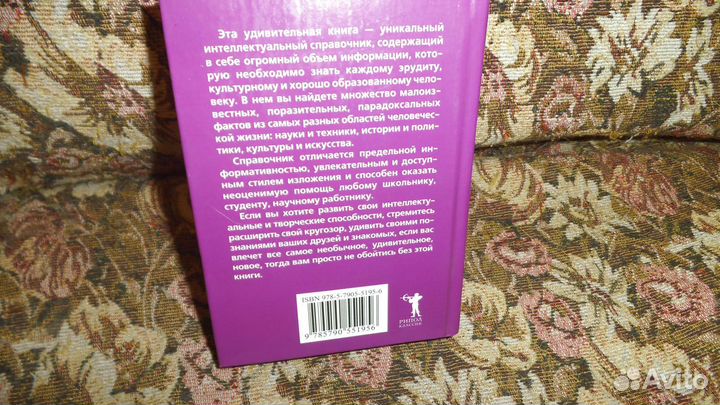 Эта удивительная книга — уникальный
интеллектуальный справочник, содержащий
в себе огромный объем информации, кото-
рую необходимо знать каждому эрудиту,
культурному и хорошо образованному чело-
веку. В нем вы найдете множество малоиз-
вестных, поразительных, парадоксальных
фактов из самых разных областей человечес-
кой жизни: науки и техники, истории и поли-
тики, культуры и искусства.
Справочник отличается предельной ин-
формативностью, увлекательным и доступ-
ным стилем изложения и способен оказать
неоценимую помощь любому школьнику,
студенту, научному работнику.
Если вы хотите развить свои интеллекту-
альные и творческие способности, стремитесь
расширить свой кругозор, удивить своими по-
знаниями ваших друзей и знакомых, если вас
влечет все самое необычное, удивительное,
новое, тогда вам просто не обойтись без этой
книги.
ISBN 978-5-7905-5195-6
9 785790 551956
РИПОЛ
КЛАССИК
Avito